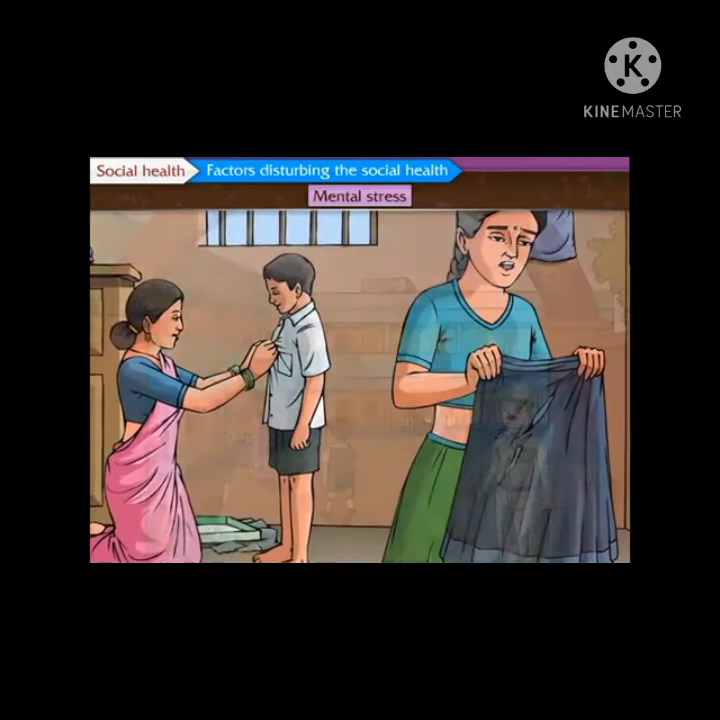 K
KINEMASTER
Social health
Factors disturbing the social health
Mental stress